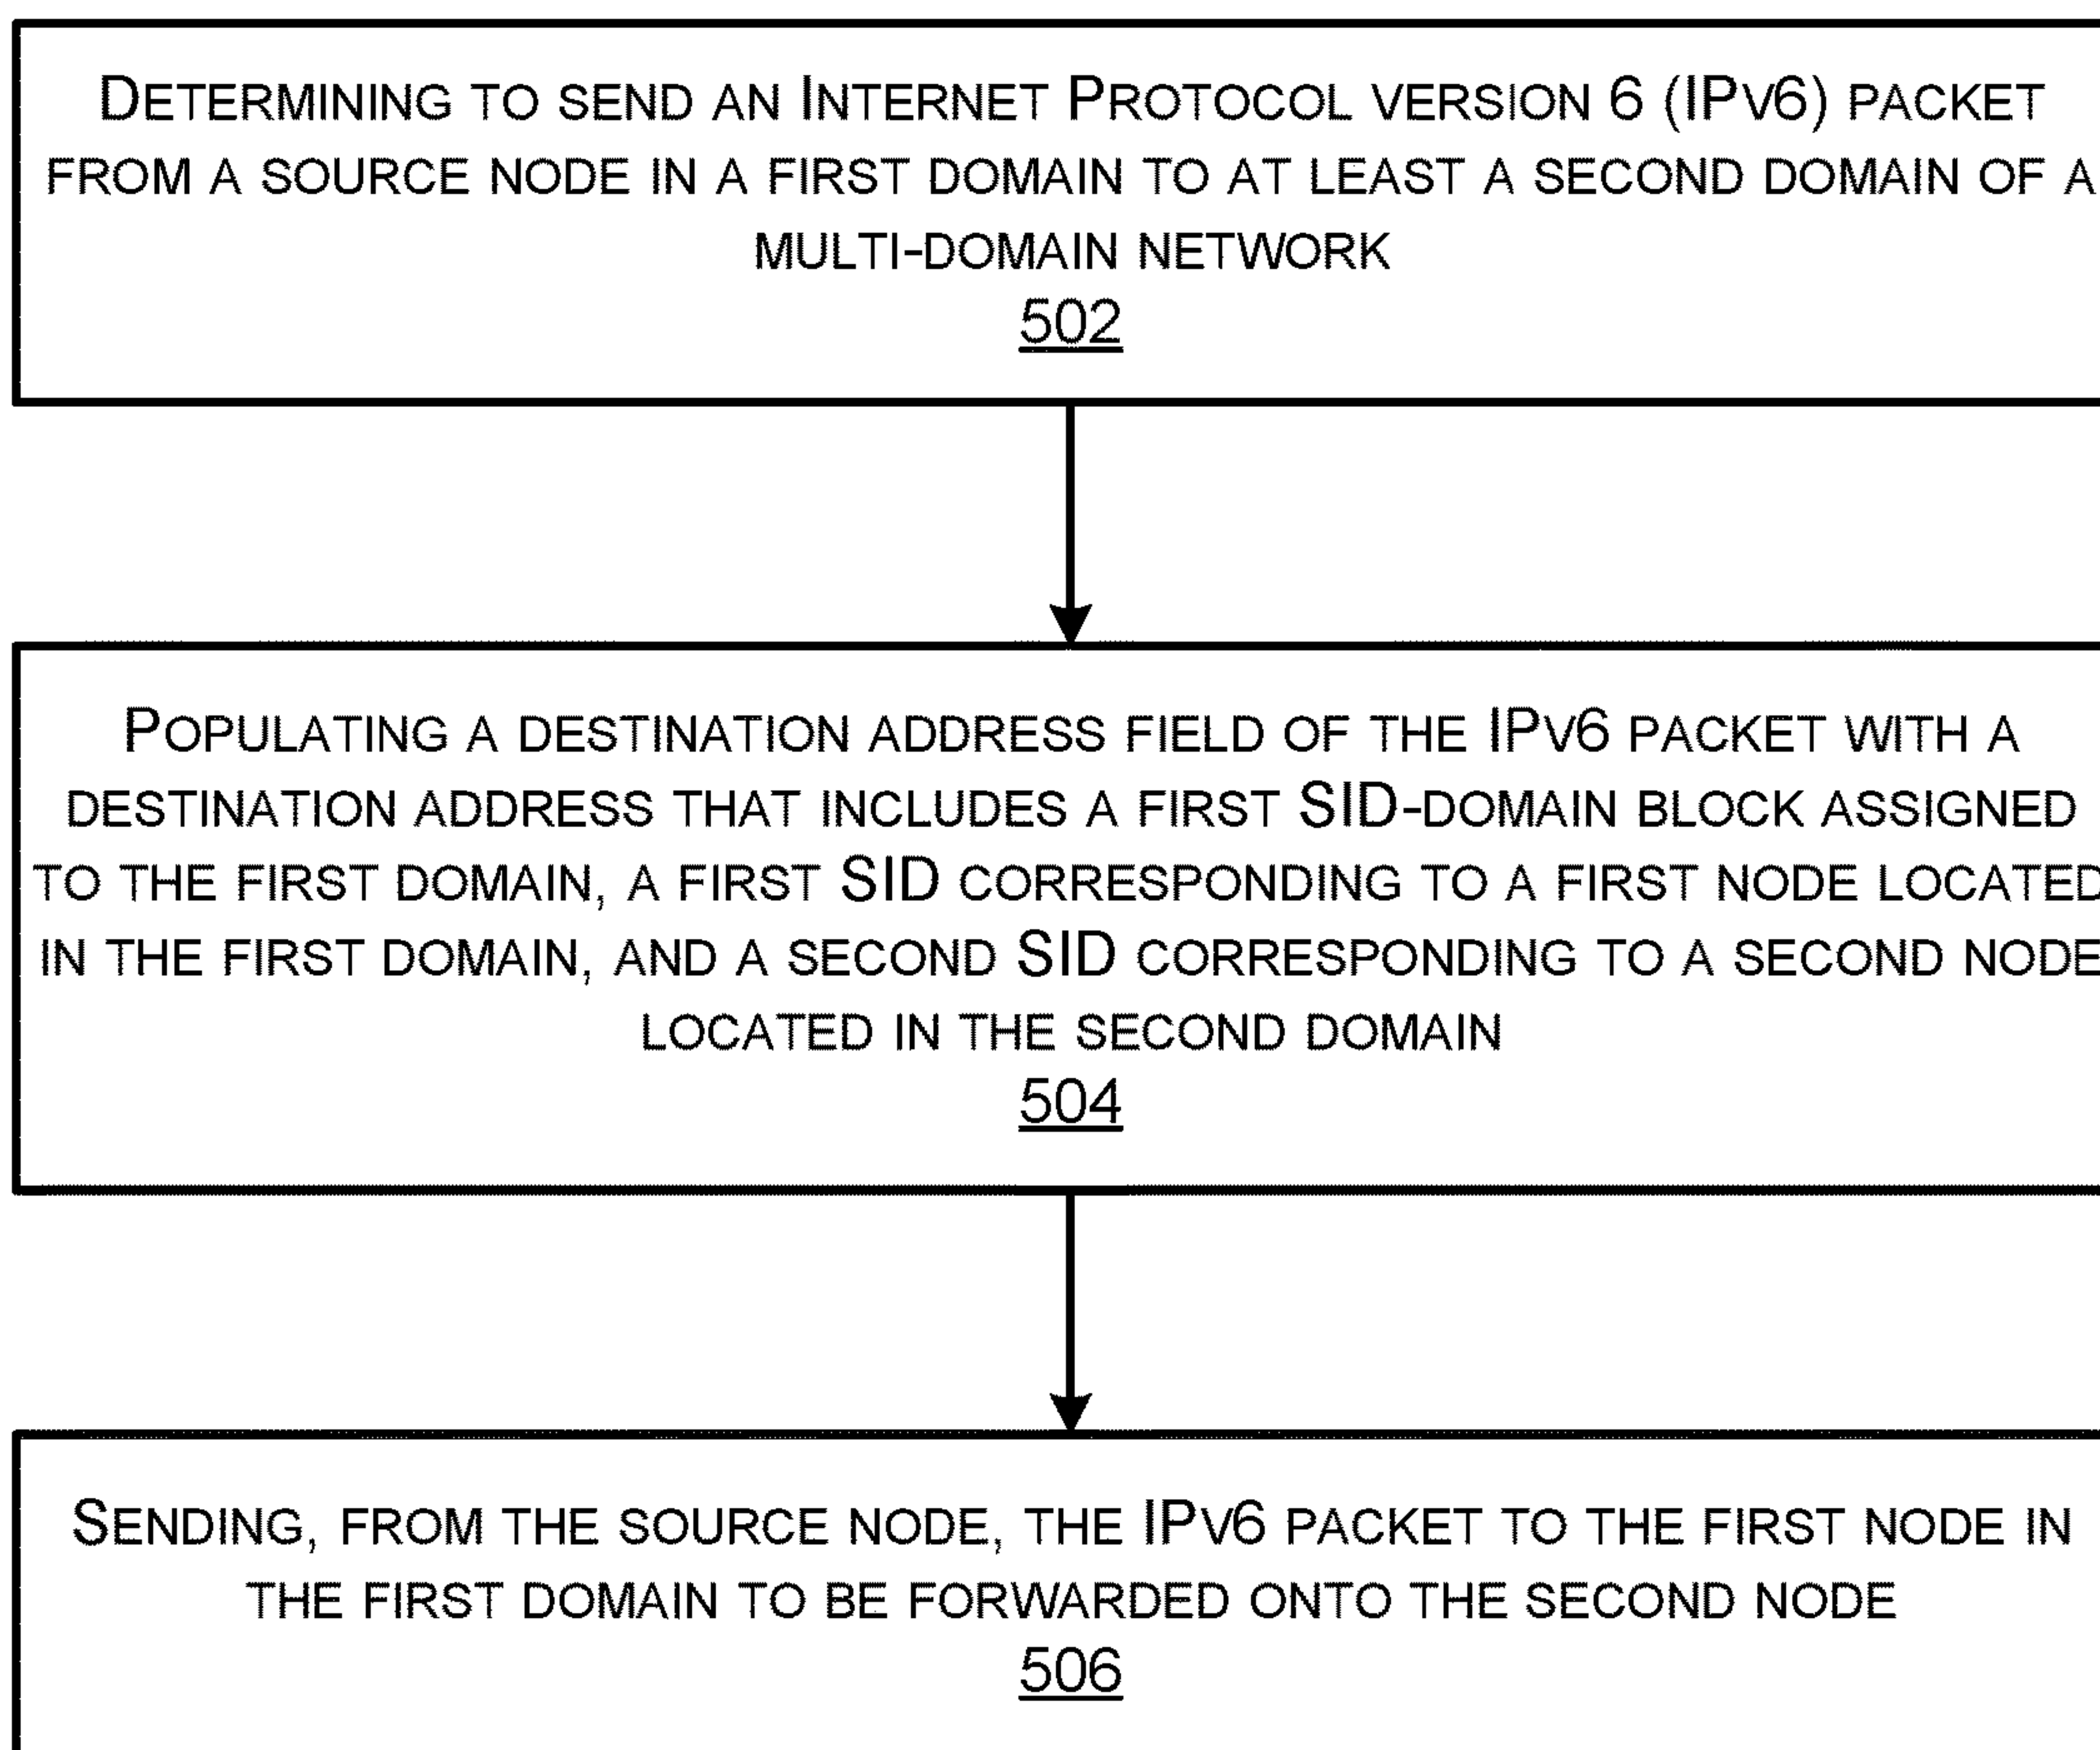 DETERMINING TO SEND AN INTERNET PROTOCOL VERSION 6 (IPV6) PACKET
FROM A SOURCE NODE IN A FIRST DOMAIN TO AT LEAST A SECOND DOMAIN OF A
MULTI-DOMAIN NETWORK
502
POPULATING A DESTINATION ADDRESS FIELD OF THE IPV6 PACKET WITH A
DESTINATION ADDRESS THAT INCLUDES A FIRST SID-DOMAIN BLOCK ASSIGNED
TO THE FIRST DOMAIN, A FIRST SID CORRESPONDING TO A FIRST NODE LOCATED
IN THE FIRST DOMAIN, AND A SECOND SID CORRESPONDING TO A SECOND NODE
LOCATED IN THE SECOND DOMAIN
504
SENDING, FROM THE SOURCE NODE, THE IPV6 PACKET TO THE FIRST NODE IN
THE FIRST DOMAIN TO BE FORWARDED ONTO THE SECOND NODE
506